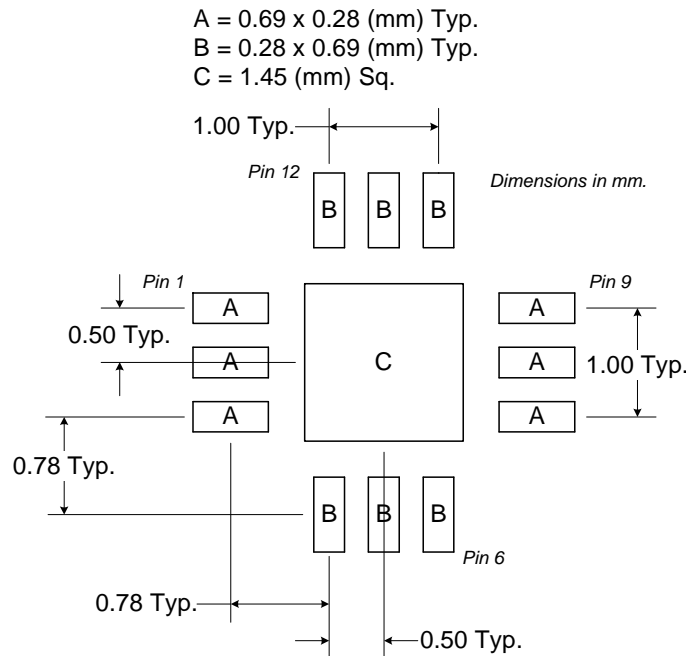 A = 0.69 x 0.28 (mm) Typ.
B = 0.28 x 0.69 (mm) Typ.
C = 1.45 (mm) Sq.
1.00 Typ.
Pin 12
Dimensions in mm.
B B B
Pin 1
Pin 9
A
A
0.50 Typ.
A
C
A
1.00 Typ.
A
A
0.78 Typ.
B B B
Pin 6
0.78 Typ.
0.50 Typ.